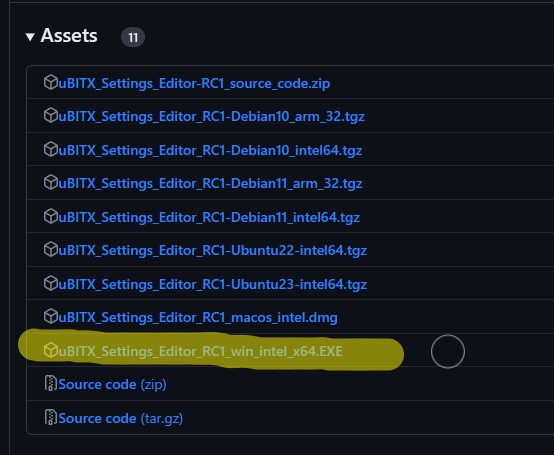 Assets 11
uBITX_Settings_Editor-RC1_source_code.zip
uBITX_Settings_Editor_RC1-Debian10_arm_32.tgz
uBITX_Settings_Editor_RC1-Debian10_intel64.tgz
uBITX_Settings_Editor_RC1-Debian11_arm_32.tgz
uBITX_Settings_Editor_RC1-Debian11_intel64.tgz
uBITX_Settings_Editor_RC1-Ubuntu22-intel64.tgz
uBITX_Settings_Editor_RC1-Ubuntu23-intel64.tgz
uBITX_Settings_Editor_RC1_macos_intel.dmg
uBITX_Settings_Editor_RC1_win_intel_x64.EXE
Source code (zip)
Source code (tar.gz)